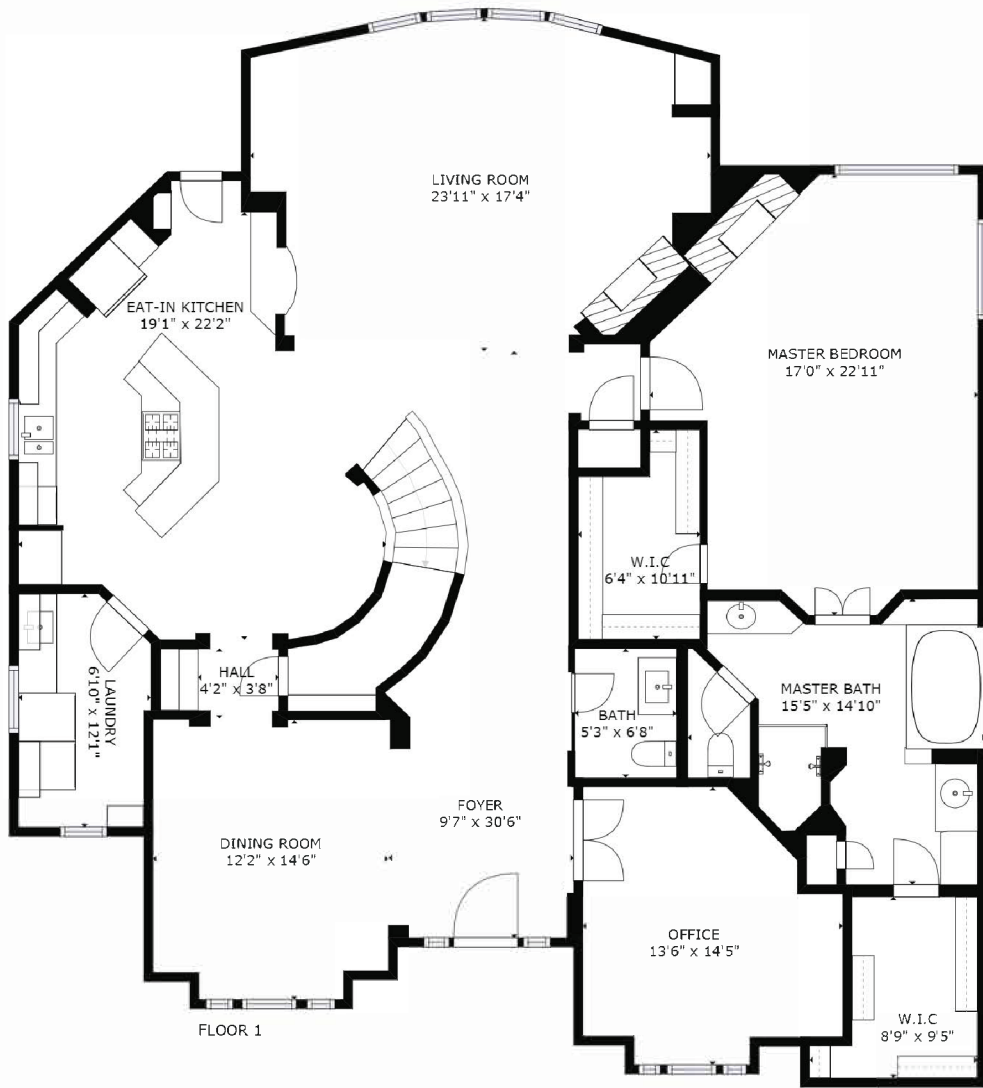 LIVING ROOM
23'11" x 17'4"
EAT-IN KITCHEN
19'1" x 22'2"
MASTER BEDROOM
17'0" x 22'11"
W.I.C
6'4" x 10'11"
HALL
4'2" x 3'8"
LAUNDRY
6'10" x 12'1"
BATH
5'3" x 6'8"
MASTER BATH
15'5" x 14'10"
FOYER
9'7" x 30'6"
DINING ROOM
12'2" x 14'6"
OFFICE
13'6" x 14'5"
W.I.C
8'9" x 9'5"
FLOOR 1